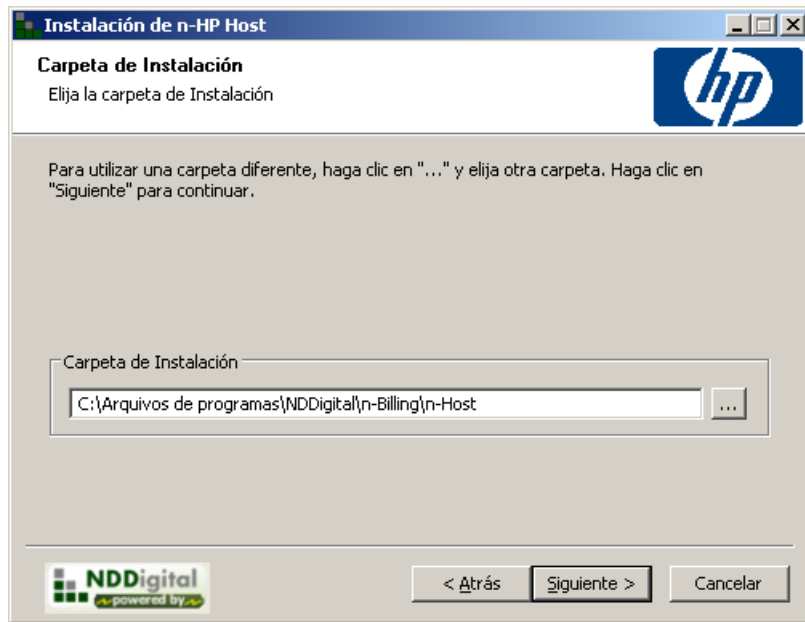 Instalación de n-HP Host
Carpeta de Instalación
Elija la carpeta de Instalación
hp
Para utilizar una carpeta diferente, haga clic en "..." y elija otra carpeta. Haga clic en
"Siguiente" para continuar.
Carpeta de Instalación
C:\Arquivos de programas\NDDigital\n-Billing\n-Host
...
NDDigital
powered by
< Atrás
Siguiente >
Cancelar